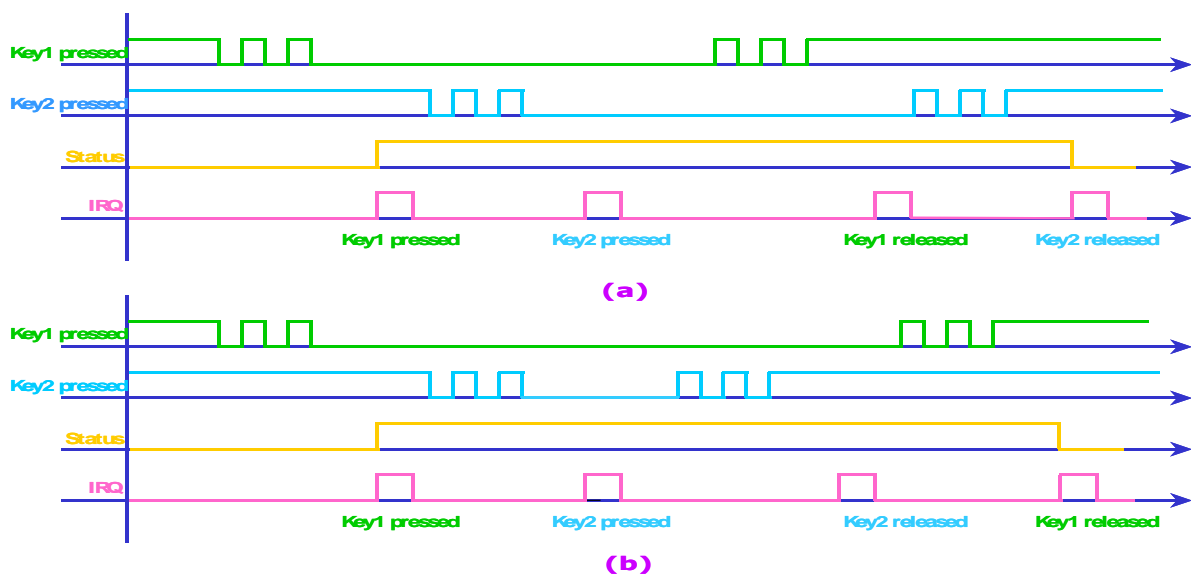 Key1 pressed
Key2 pressed
Status
IRQ
Key1 pressed Key2 pressed Key1 released Key2 released
(a)
Key1 pressed
Key2 pressed
Status
IRQ
Key1 pressed Key2 pressed Key2 released Key1 released
(b)